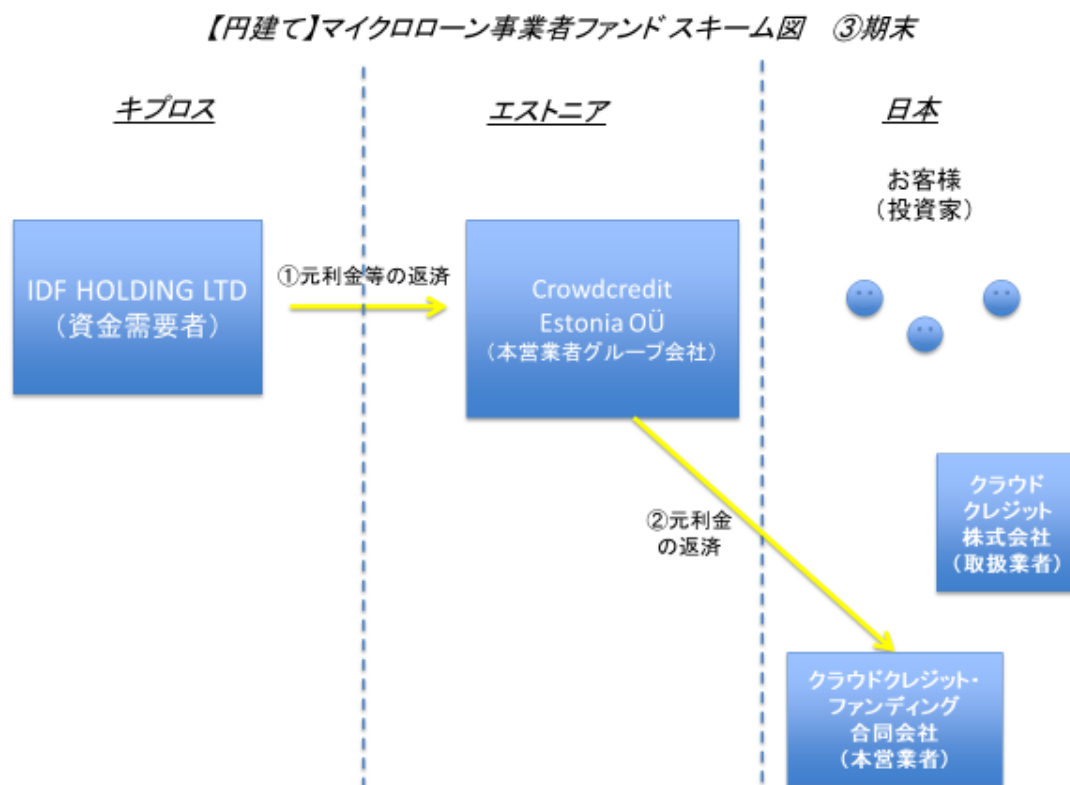 【円建て】マイクロローン事業者ファンド スキーム図　③期末
キプロス
エストニア
日本
お客様
（投資家）
IDF HOLDING LTD
（資金需要者）
①元利金等の返済
Crowdcredit
Estonia OÜ
（本営業者グループ会社）
クラウド
クレジット
株式会社
（取扱業者）
②元利金
の返済
クラウドクレジット・
ファンディング
合同会社
（本営業者）